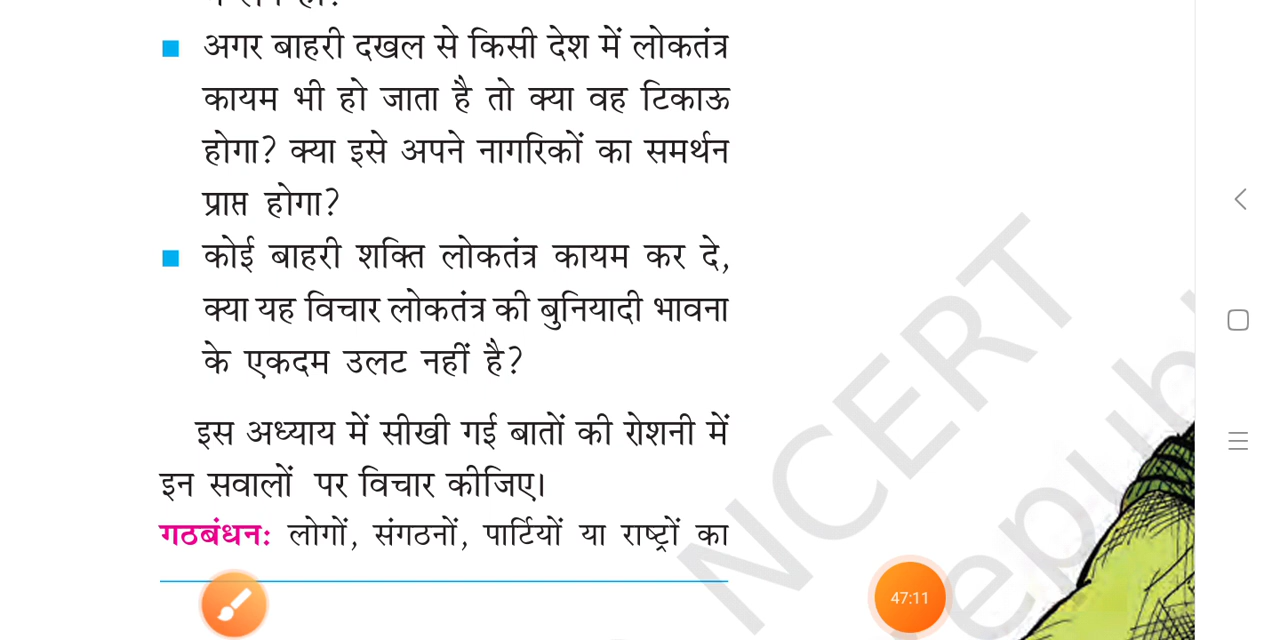 अगर बाहरी दखल से किसी देश में लोकतंत्र
कायम भी हो जाता है तो क्या वह टिकाऊ
होगा? क्या इसे अपने नागरिकों का समर्थन
प्राप्त होगा?
कोई बाहरी शक्ति लोकतंत्र कायम कर दे,
क्या यह विचार लोकतंत्र की बुनियादी भावना
के एकदम उलट नहीं है?
इस अध्याय में सीखी गई बातों की रोशनी में
इन सवालों पर विचार कीजिए।
गठबंधन: लोगों, संगठनों, पार्टियों या राष्ट्रों का
NCERT
47:11